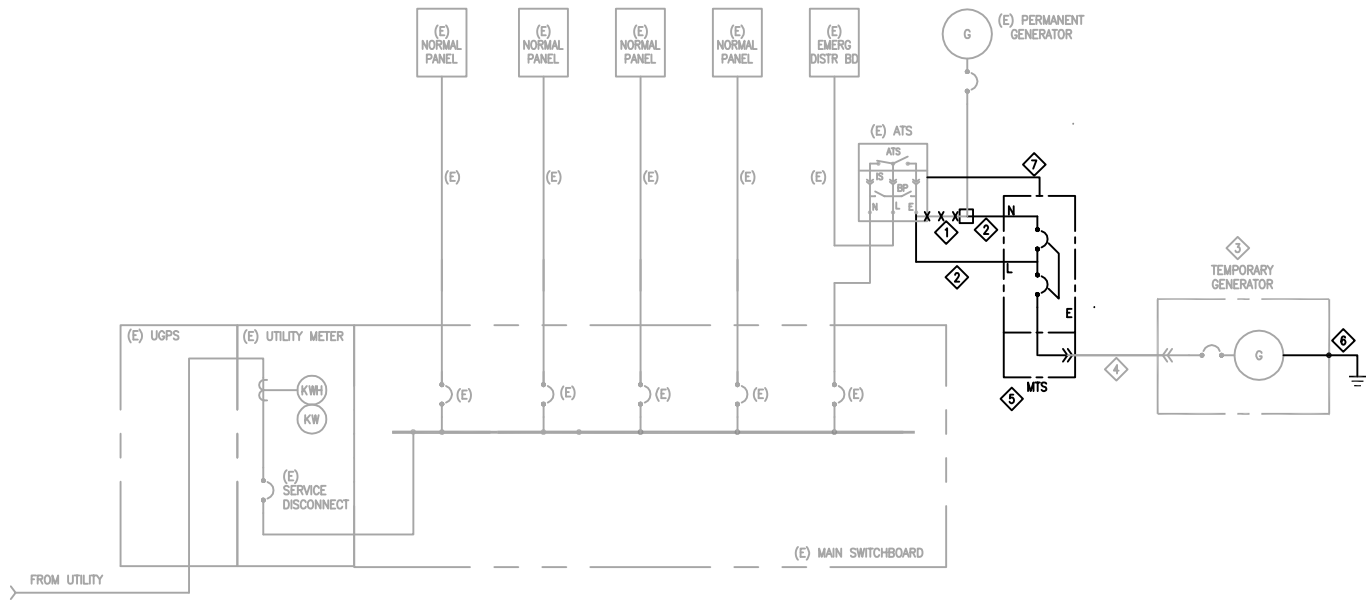 (E)
NORMAL
PANEL
(E)
NORMAL
PANEL
(E)
NORMAL
PANEL
(E)
NORMAL
PANEL
(E)
EMERG
DISTR BD
G
(E) PERMANENT
GENERATOR
(E) ATS
ATS
IS
BP
N L E
(E)
(E)
(E)
(E)
(E)
7
1
2
2
N
L
E
MTS
5
3
TEMPORARY
GENERATOR
G
4
6
(E) UGPS
(E) UTILITY METER
KWH
KW
(E)
SERVICE
DISCONNECT
(E)
(E)
(E)
(E)
(E)
(E) MAIN SWITCHBOARD
FROM UTILITY